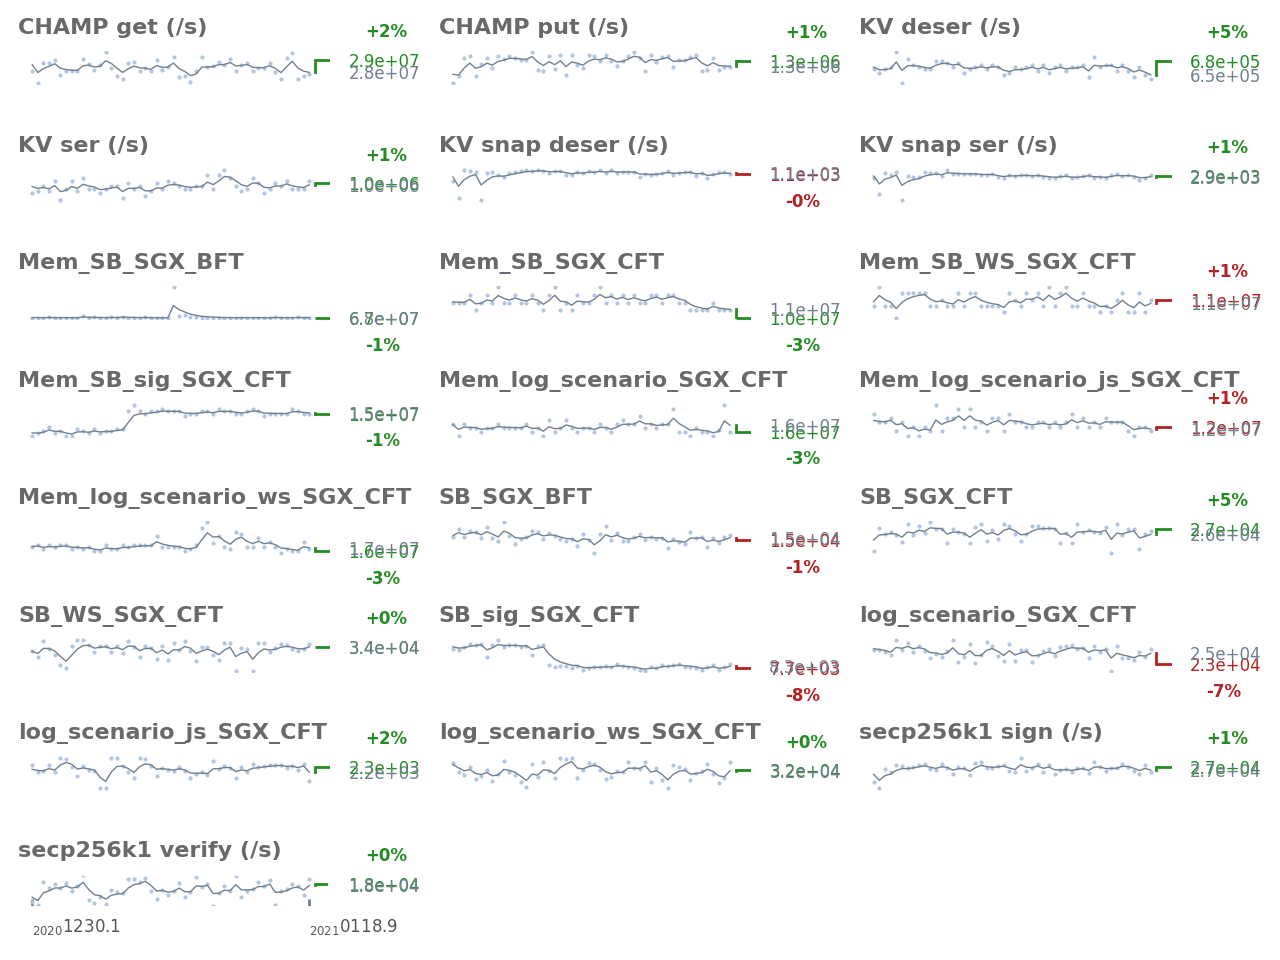 CHAMP get (/s)
+2%
2.9e+07
2.8e+07
CHAMP put (/s)
+1%
1.3e+06
1.3e+06
KV deser (/s)
+5%
6.8e+05
6.5e+05
KV ser (/s)
+1%
1.0e+06
1.0e+06
KV snap deser (/s)
1.1e+03
1.1e+03
-0%
KV snap ser (/s)
+1%
2.9e+03
2.9e+03
Mem_SB_SGX_BFT
6.7e+07
-1%
Mem_SB_SGX_CFT
1.1e+07
1.0e+07
-3%
Mem_SB_WS_SGX_CFT
+1%
1.1e+07
1.1e+07
Mem_SB_sig_SGX_CFT
1.5e+07
1.5e+07
-1%
Mem_log_scenario_SGX_CFT
1.6e+07
1.6e+07
-3%
Mem_log_scenario_js_SGX_CFT
+1%
1.2e+07
1.2e+07
Mem_log_scenario_ws_SGX_CFT
1.7e+07
1.6e+07
-3%
SB_SGX_BFT
1.5e+04
1.5e+04
-1%
SB_SGX_CFT
+5%
2.7e+04
2.6e+04
SB_WS_SGX_CFT
+0%
3.4e+04
3.4e+04
SB_sig_SGX_CFT
8.3e+03
7.7e+03
-8%
log_scenario_SGX_CFT
2.5e+04
2.3e+04
-7%
log_scenario_js_SGX_CFT
+2%
2.3e+03
2.2e+03
log_scenario_ws_SGX_CFT
+0%
3.2e+04
3.2e+04
secp256k1 sign (/s)
+1%
2.7e+04
2.7e+04
secp256k1 verify (/s)
+0%
1.8e+04
1.8e+04
2020 1230.1
2021 0118.9